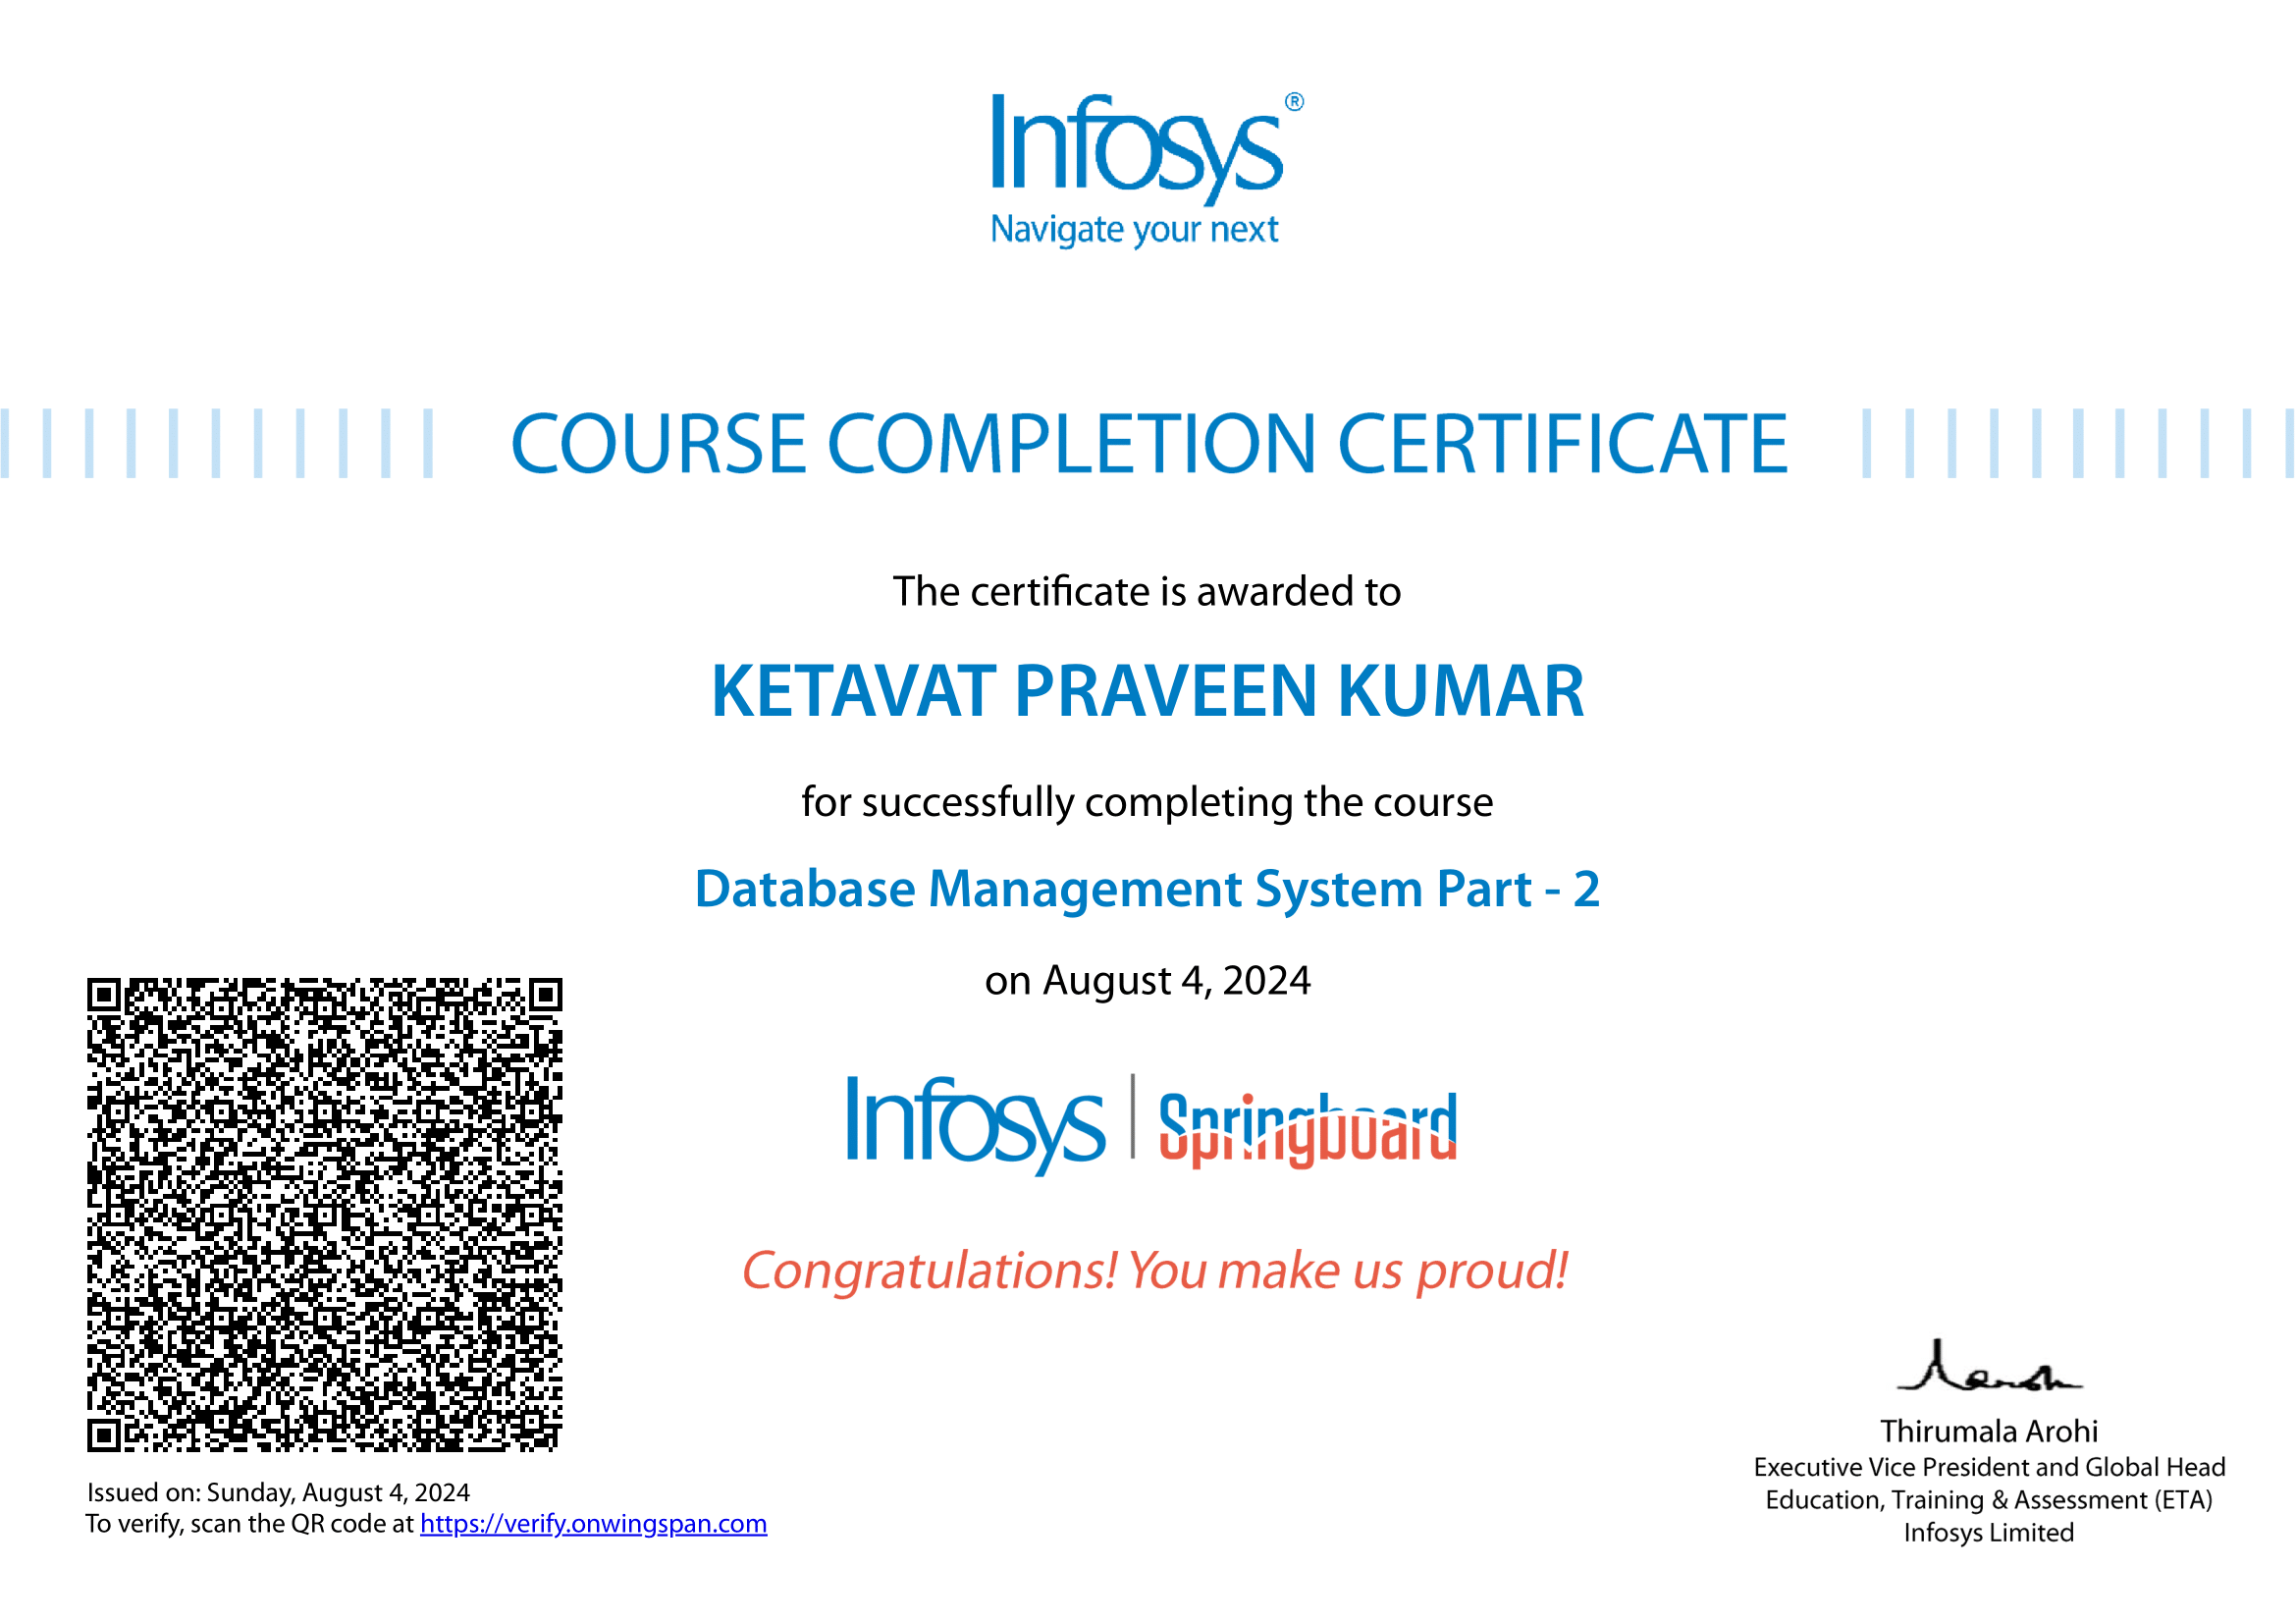 Infosys®
Navigate your next
COURSE COMPLETION CERTIFICATE
The certificate is awarded to
KETAVAT PRAVEEN KUMAR
for successfully completing the course
Database Management System Part - 2
on August 4, 2024
Infosys | Springboard
Congratulations! You make us proud!
Thirumala Arohi
Executive Vice President and Global Head
Education, Training & Assessment (ETA)
Infosys Limited
Issued on: Sunday, August 4, 2024
To verify, scan the QR code at https://verify.onwingspan.com